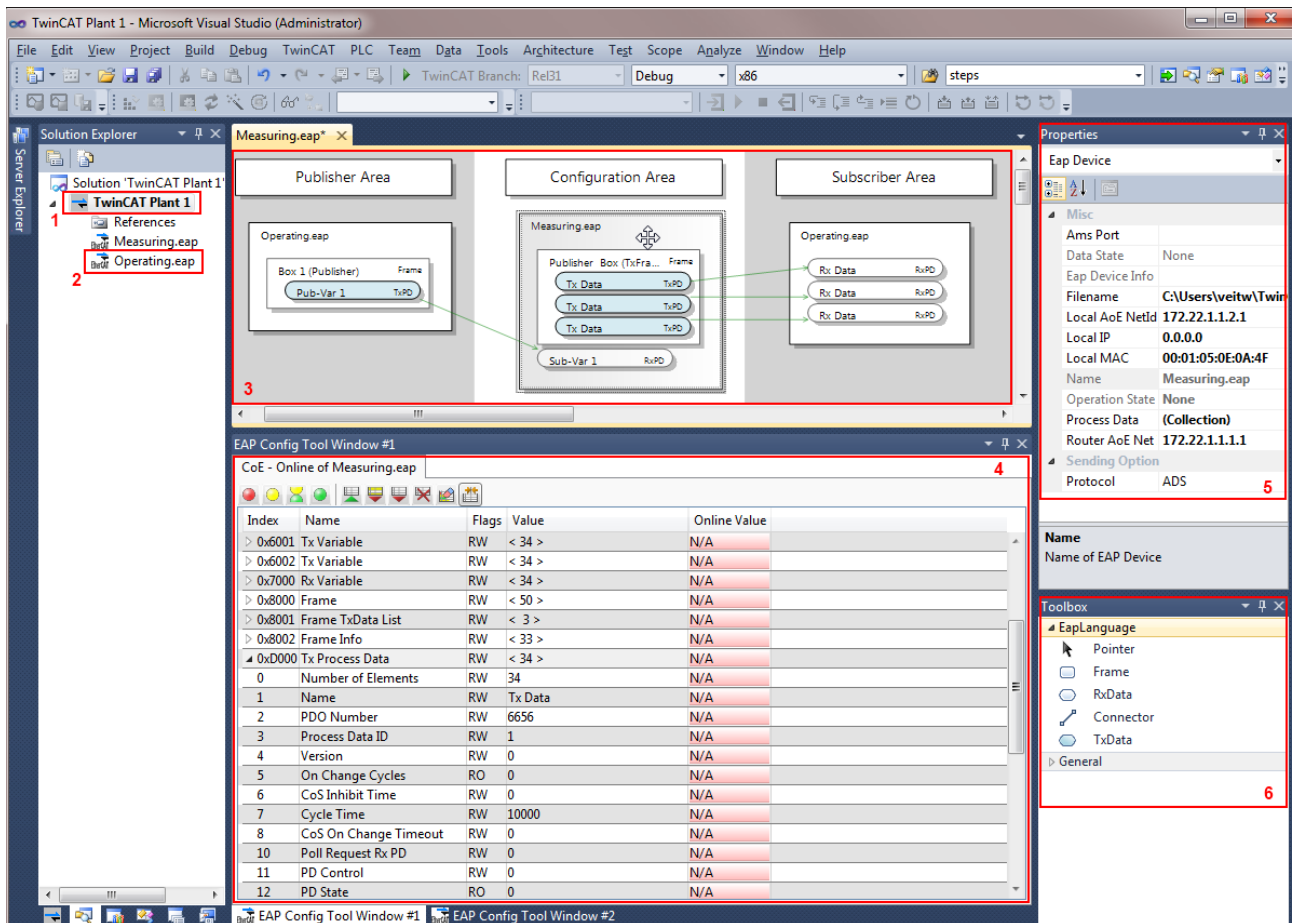 TwinCAT Plant 1 - Microsoft Visual Studio (Administrator)
File Edit View Project Build Debug TwinCAT PLC Team Data Tools Architecture Test Scope Analyze Window Help
TwinCAT Branch: Rel31 Debug x86 steps
Server Explorer
Solution Explorer
Solution 'TwinCAT Plant 1'
TwinCAT Plant 1
1
References
Measuring.eap
Operating.eap
2
Measuring.eap*
Publisher Area
Configuration Area
Subscriber Area
Operating.eap
Box 1 (Publisher) Frame
Pub-Var 1 TxPD
Measuring.eap
Publisher Box (TxFra... Frame
Tx Data TxPD
Tx Data TxPD
Tx Data TxPD
Sub-Var 1 RxPD
Operating.eap
Rx Data RxPD
Rx Data RxPD
Rx Data RxPD
3
EAP Config Tool Window #1
CoE - Online of Measuring.eap
4
Index Name Flags Value Online Value
0x6001 Tx Variable RW < 34 > N/A
0x6002 Tx Variable RW < 34 > N/A
0x7000 Rx Variable RW < 34 > N/A
0x8000 Frame RW < 50 > N/A
0x8001 Frame TxData List RW < 3 > N/A
0x8002 Frame Info RW < 33 > N/A
0xD000 Tx Process Data RW < 34 > N/A
0 Number of Elements RW 34 N/A
1 Name RW Tx Data N/A
2 PDO Number RW 6656 N/A
3 Process Data ID RW 1 N/A
4 Version RW 0 N/A
5 On Change Cycles RO 0 N/A
6 CoS Inhibit Time RW 0 N/A
7 Cycle Time RW 10000 N/A
8 CoS On Change Timeout RW 0 N/A
10 Poll Request Rx PD RW 0 N/A
11 PD Control RW 0 N/A
12 PD State RO 0 N/A
EAP Config Tool Window #1 EAP Config Tool Window #2
Properties
Eap Device
Misc
Ams Port
Data State None
Eap Device Info
Filename C:\Users\veitw\Twin
Local AoE NetId 172.22.1.1.2.1
Local IP 0.0.0.0
Local MAC 00:01:05:0E:0A:4F
Name Measuring.eap
Operation State None
Process Data (Collection)
Router AoE Net 172.22.1.1.1.1
Sending Option
Protocol ADS
5
Name
Name of EAP Device
Toolbox
EapLanguage
Pointer
Frame
RxData
Connector
TxData
General
6